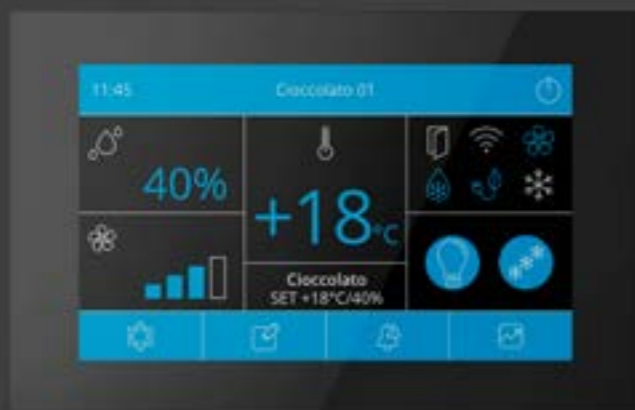 11:45
Cioccolato 01
40%
+18°C
Cioccolato
SET +18°C/40%